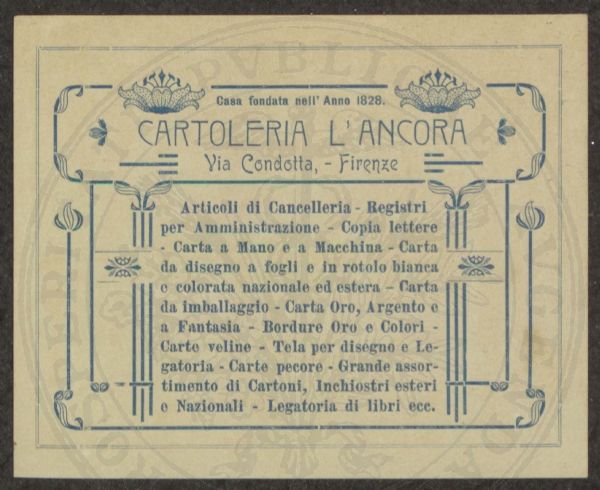 Casa fondata nell' Anno 1828.
CARTOLERIA L'ANCORA
Via Condotta, - Firenze
Articoli di Cancelleria - Registri
per Amministrazione - Copia lettere
- Carta a Mano e a Macchina - Carta
da disegno a fogli e in rotolo bianca
e colorata nazionale ed estera - Carta
da imballaggio - Carta Oro, Argento e
a Fantasia - Bordure Oro e Colori -
Carte veline - Tela per disegno e Le-
gatoria - Carte pecore - Grande assor-
timento di Cartoni, Inchiostri esteri
e Nazionali - Legatoria di libri ecc.